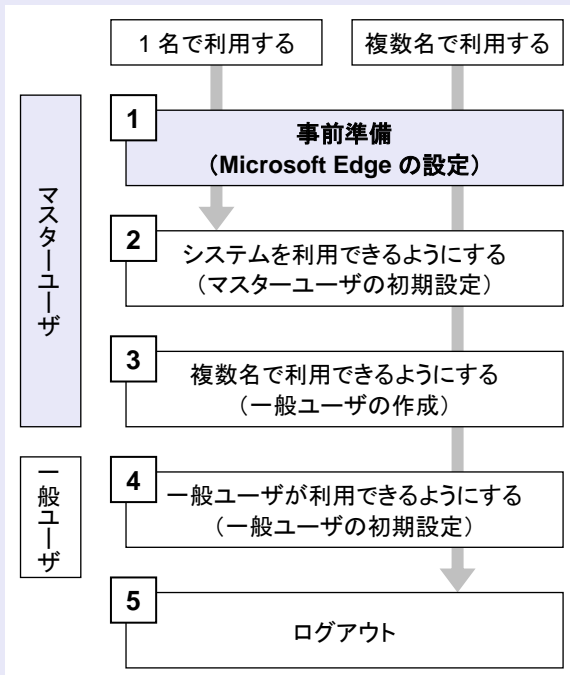 1 名で利用する
複数名で利用する
マスターユーザ
1
事前準備
（Microsoft Edge の設定）
2
システムを利用できるようにする
（マスターユーザの初期設定）
3
複数名で利用できるようにする
（一般ユーザの作成）
一般ユーザ
4
一般ユーザが利用できるようにする
（一般ユーザの初期設定）
5
ログアウト